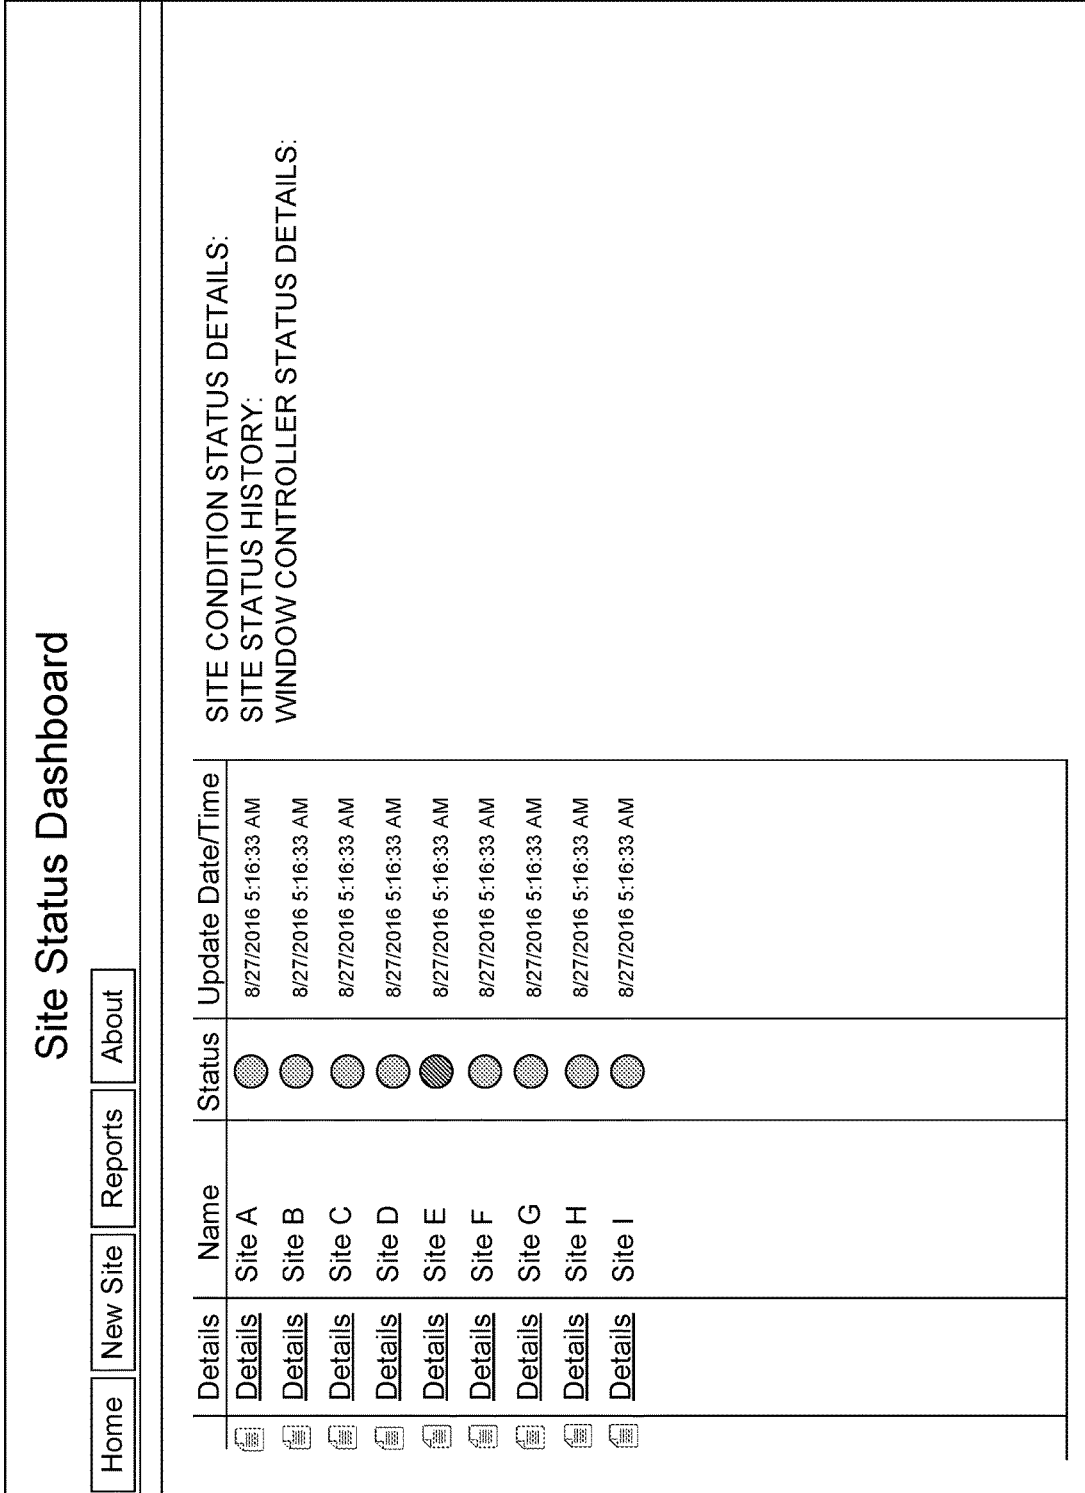 Site Status Dashboard
Home New Site Reports About
Details Name Status Update Date/Time
Details Site A 8/27/2016 5:16:33 AM
Details Site B 8/27/2016 5:16:33 AM
Details Site C 8/27/2016 5:16:33 AM
Details Site D 8/27/2016 5:16:33 AM
Details Site E 8/27/2016 5:16:33 AM
Details Site F 8/27/2016 5:16:33 AM
Details Site G 8/27/2016 5:16:33 AM
Details Site H 8/27/2016 5:16:33 AM
Details Site I 8/27/2016 5:16:33 AM
SITE CONDITION STATUS DETAILS:
SITE STATUS HISTORY:
WINDOW CONTROLLER STATUS DETAILS: